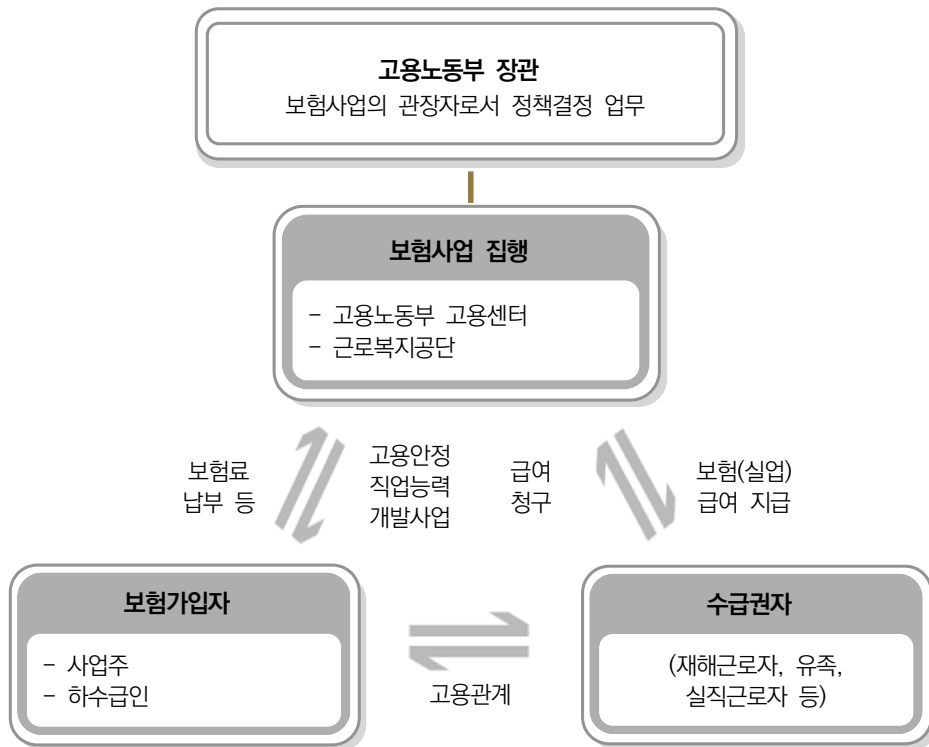 고용노동부 장관
보험사업의 관장자로서 정책결정 업무
보험사업 집행
- 고용노동부 고용센터
- 근로복지공단
보험료
납부 등
고용안정
직업능력
개발사업
급여
청구
보험(실업)
급여 지급
보험가입자
- 사업주
- 하수급인
고용관계
수급권자
(재해근로자, 유족,
실직근로자 등)